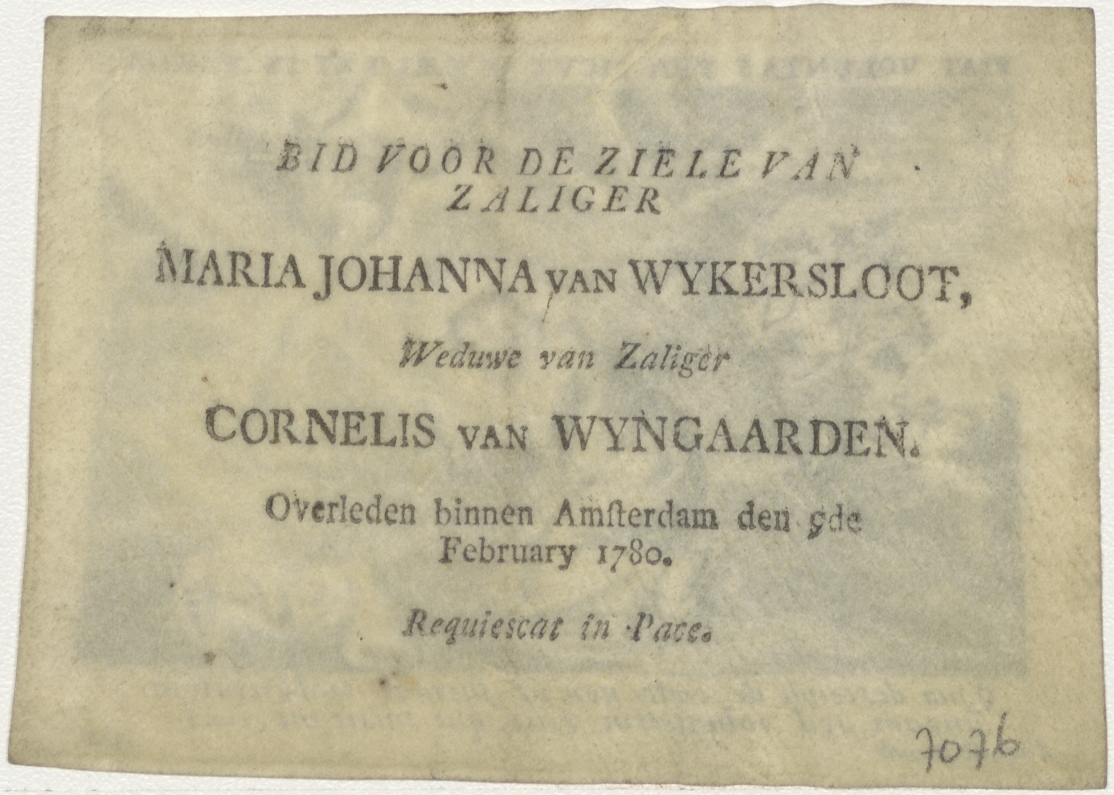 BID VOOR DE ZIELE VAN
ZALIGER
MARIA JOHANNA VAN WYKERSLOOT,
Weduwe van Zaliger
CORNELIS VAN WYNGAARDEN.
Overleden binnen Amſterdam den 9de
February 1780.
Requiescat in Pace.
7076